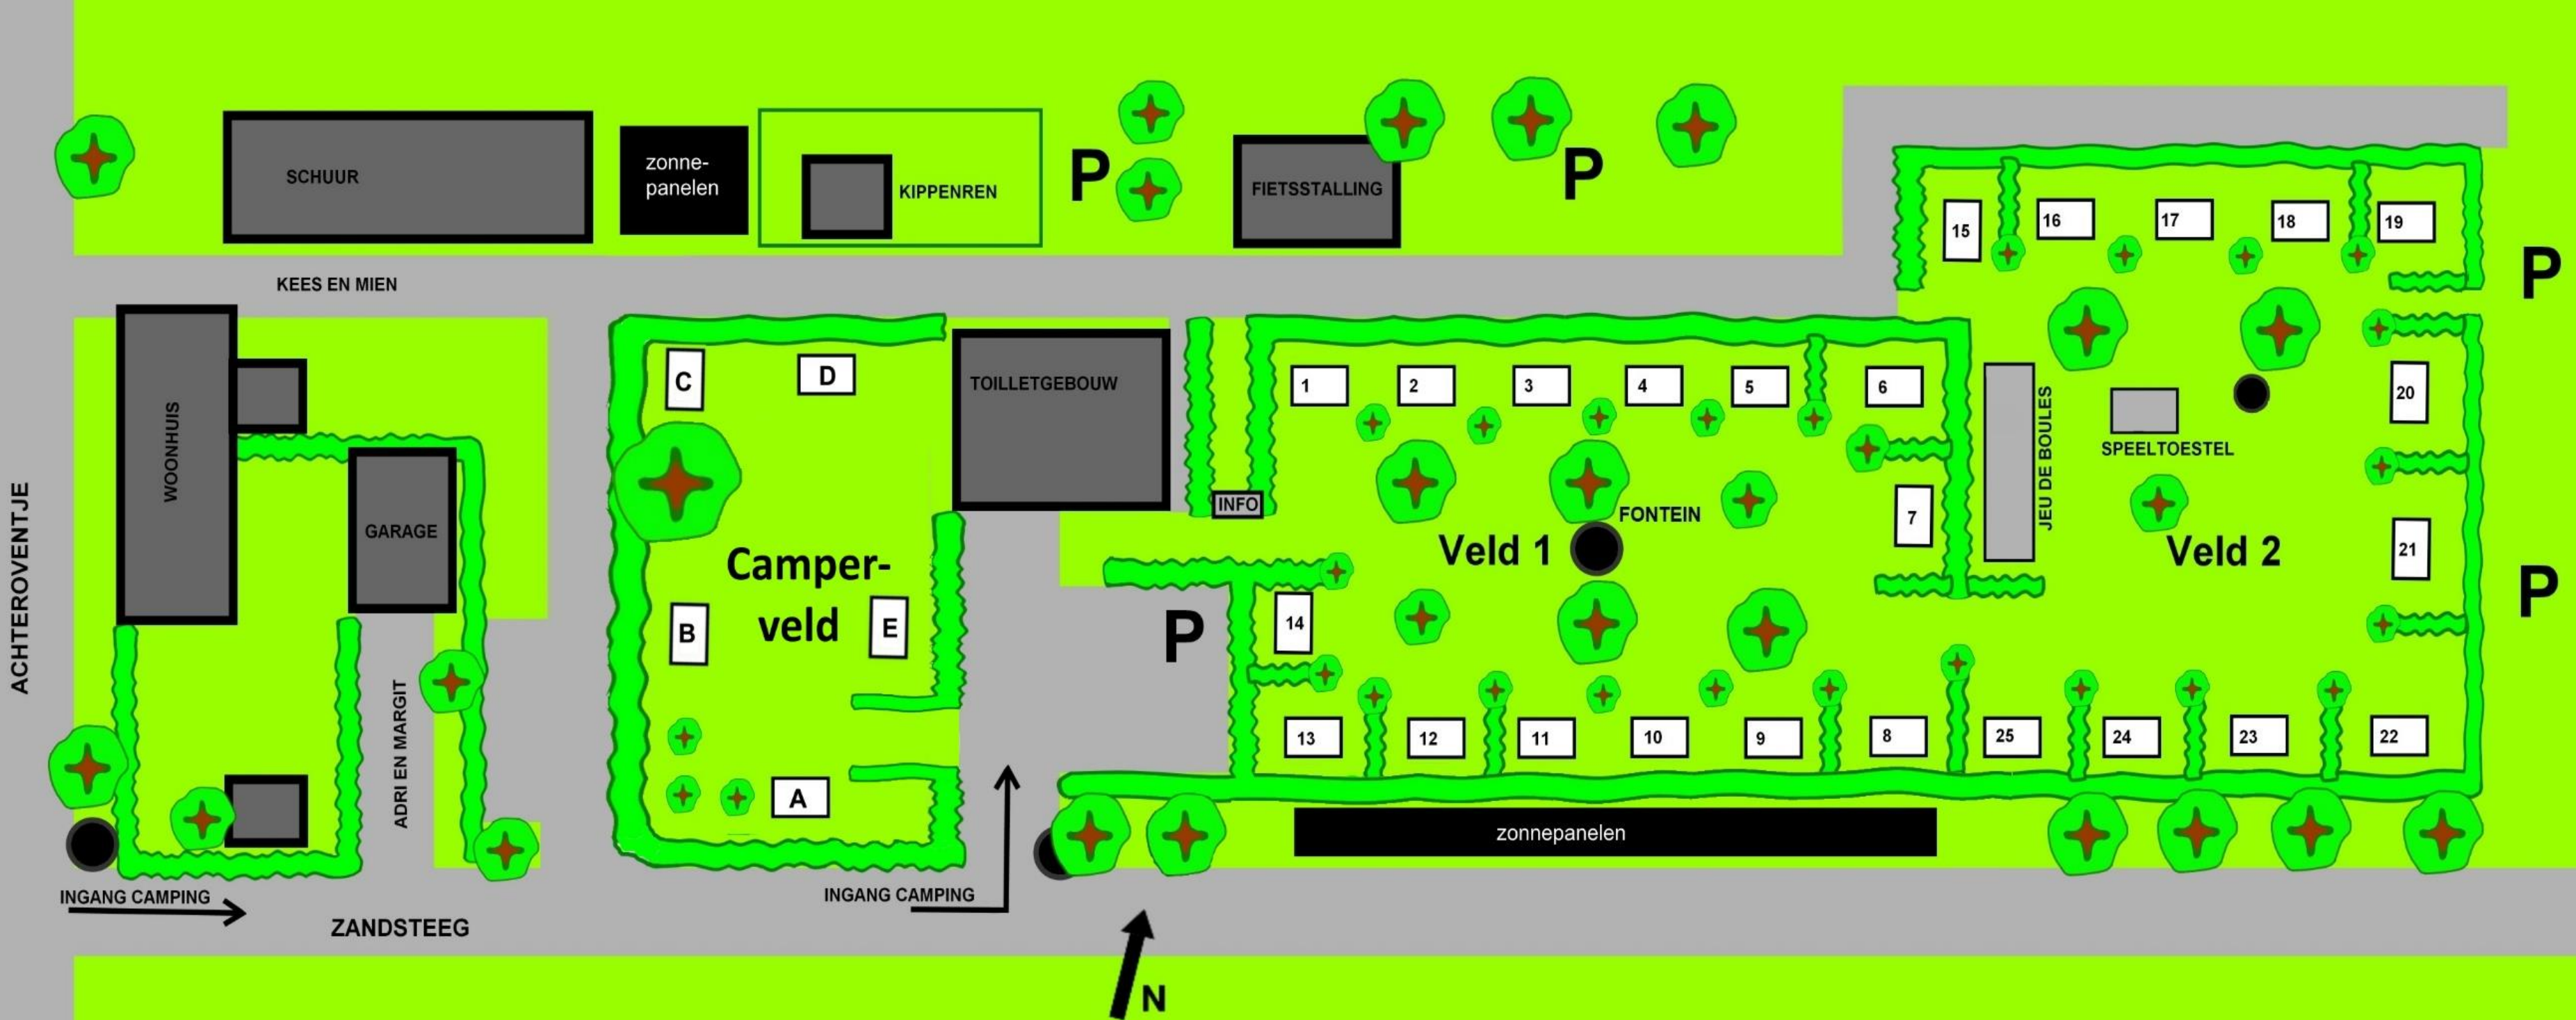 SCHUUR
zonne-
panelen
KIPPENREN
P
FIETSSTALLING
P
15
16
17
18
19
P
KEES EN MIEN
WOONHUIS
GARAGE
ACHTEROVENTJE
ADRI EN MARGIT
C
D
TOILLETGEBOUW
INFO
Camper-
veld
B
E
A
1
2
3
4
5
6
7
FONTEIN
Veld 1
JEU DE BOULES
SPEELTOESTEL
Veld 2
20
21
P
P
14
13
12
11
10
9
8
25
24
23
22
zonnepanelen
INGANG CAMPING
INGANG CAMPING
ZANDSTEEG
N